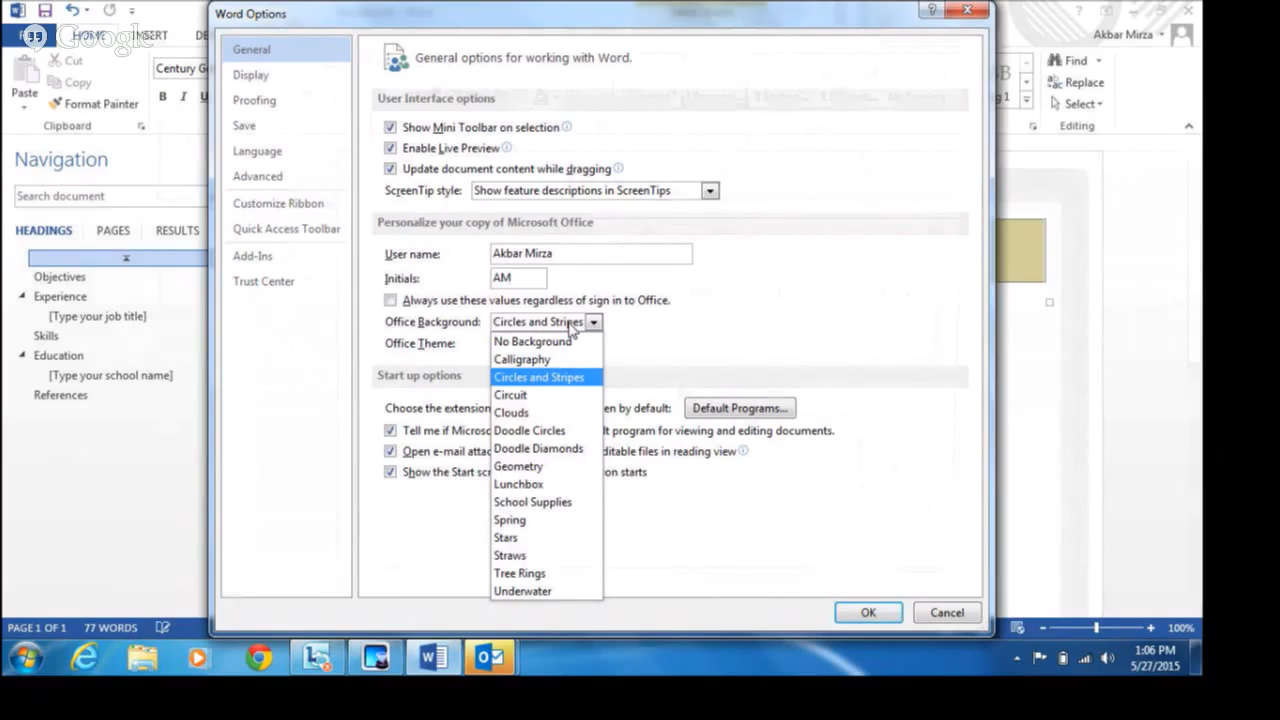 Word Options
Google
HOME
INSERT
DE
Akbar Mirza
Paste
Cut
Copy
Format Painter
Clipboard
Century Go
B I U
Find
Replace
Select
Editing
Navigation
Search document
HEADINGS PAGES RESULTS
Objectives
Experience
[Type your job title]
Skills
Education
[Type your school name]
References
General
Display
Proofing
Save
Language
Advanced
Customize Ribbon
Quick Access Toolbar
Add-Ins
Trust Center
General options for working with Word.
User Interface options
Show Mini Toolbar on selection
Enable Live Preview
Update document content while dragging
ScreenTip style: Show feature descriptions in ScreenTips
Personalize your copy of Microsoft Office
User name: Akbar Mirza
Initials: AM
Always use these values regardless of sign in to Office.
Office Background: Circles and Stripes
Office Theme:
No Background
Calligraphy
Circles and Stripes
Circuit
Clouds
Doodle Circles
Doodle Diamonds
Geometry
Lunchbox
School Supplies
Spring
Stars
Straws
Tree Rings
Underwater
Start up options
Choose the extension en by default: Default Programs...
Tell me if Microso lt program for viewing and editing documents.
Open e-mail attac ditable files in reading view
Show the Start scr on starts
OK
Cancel
PAGE 1 OF 1 77 WORDS
100%
1:06 PM
5/27/2015